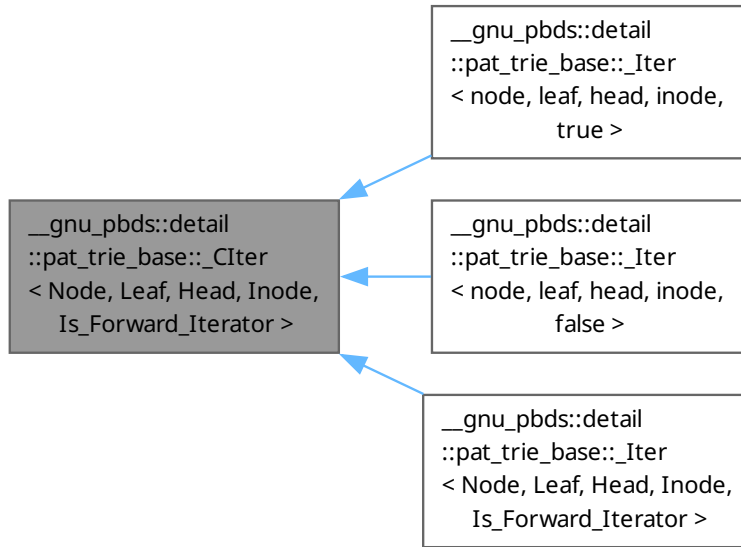 __gnu_pbds::detail
::pat_trie_base::_CIter
< Node, Leaf, Head, Inode,
Is_Forward_Iterator >
__gnu_pbds::detail
::pat_trie_base::_Iter
< node, leaf, head, inode,
true >
__gnu_pbds::detail
::pat_trie_base::_Iter
< node, leaf, head, inode,
false >
__gnu_pbds::detail
::pat_trie_base::_Iter
< Node, Leaf, Head, Inode,
Is_Forward_Iterator >